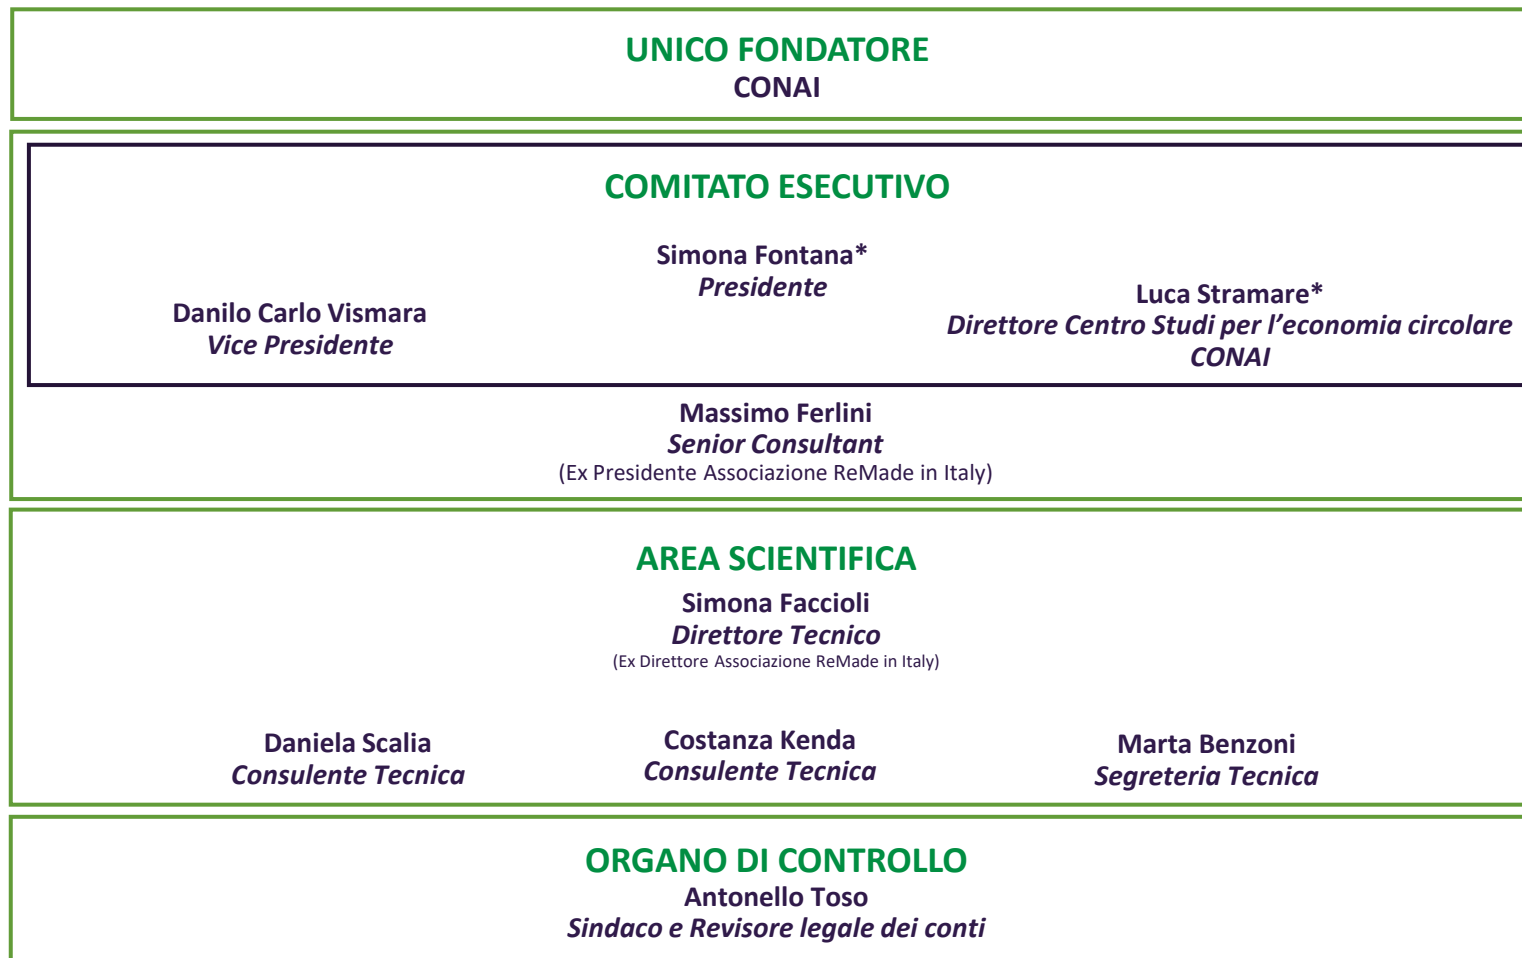 UNICO FONDATORE
CONAI
COMITATO ESECUTIVO
Simona Fontana*
Presidente
Danilo Carlo Vismara
Vice Presidente
Luca Stramare*
Direttore Centro Studi per l’economia circolare
CONAI
Massimo Ferlini
Senior Consultant
(Ex Presidente Associazione ReMade in Italy)
AREA SCIENTIFICA
Simona Faccioli
Direttore Tecnico
(Ex Direttore Associazione ReMade in Italy)
Daniela Scalia
Consulente Tecnica
Costanza Kenda
Consulente Tecnica
Marta Benzoni
Segreteria Tecnica
ORGANO DI CONTROLLO
Antonello Toso
Sindaco e Revisore legale dei conti